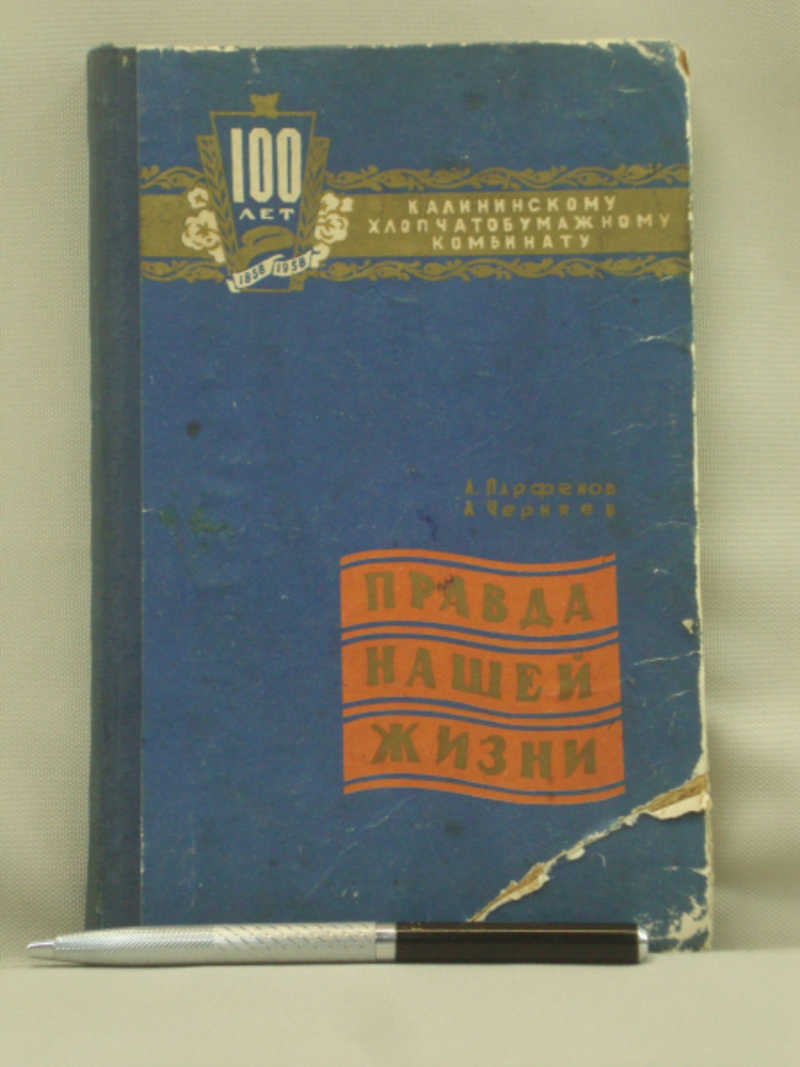 100
ЛЕТ
1858 1958
КАЛИНИНСКОМУ
ХЛОПЧАТОБУМАЖНОМУ
КОМБИНАТУ
А. Парфенов
А. Черняев
ПРАВДА
НАШЕЙ
ЖИЗНИ